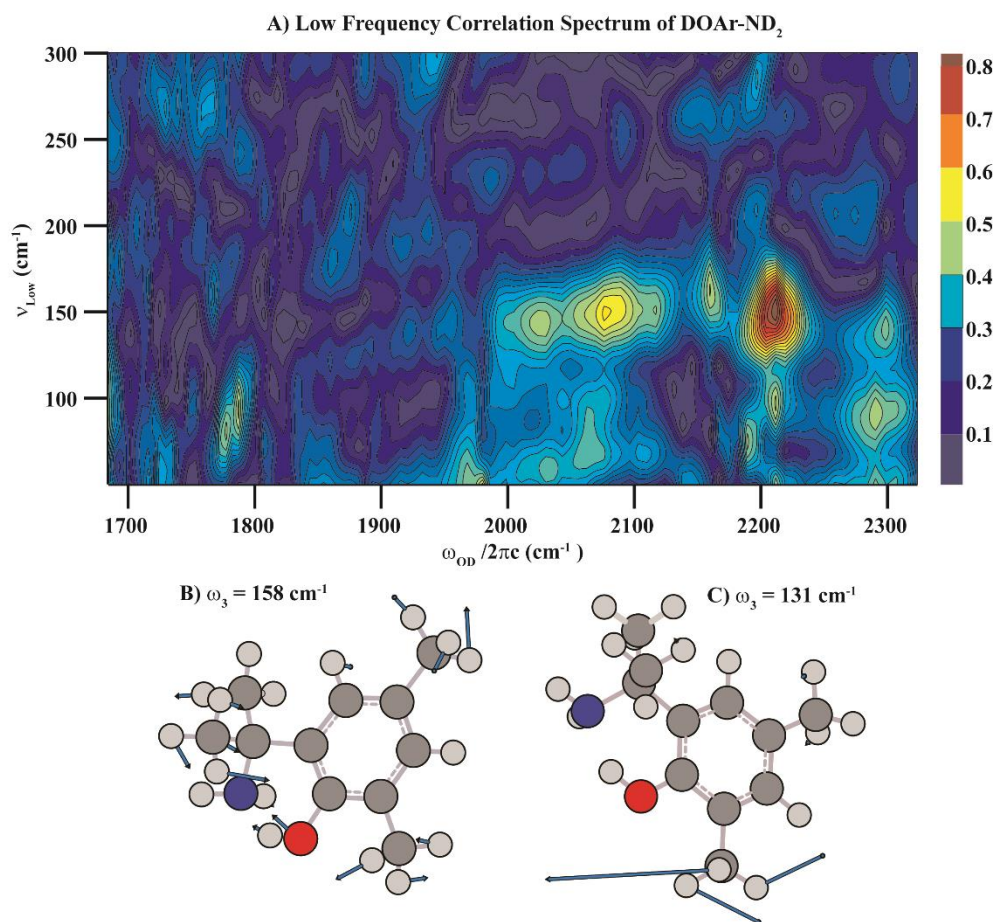 A) Low Frequency Correlation Spectrum of DOAr-ND₂
300
250
200
150
100
ν_Low (cm⁻¹)
0.8
0.7
0.6
0.5
0.4
0.3
0.2
0.1
1700 1800 1900 2000 2100 2200 2300
ω_OD /2πc (cm⁻¹ )
B) ω₃ = 158 cm⁻¹
C) ω₃ = 131 cm⁻¹